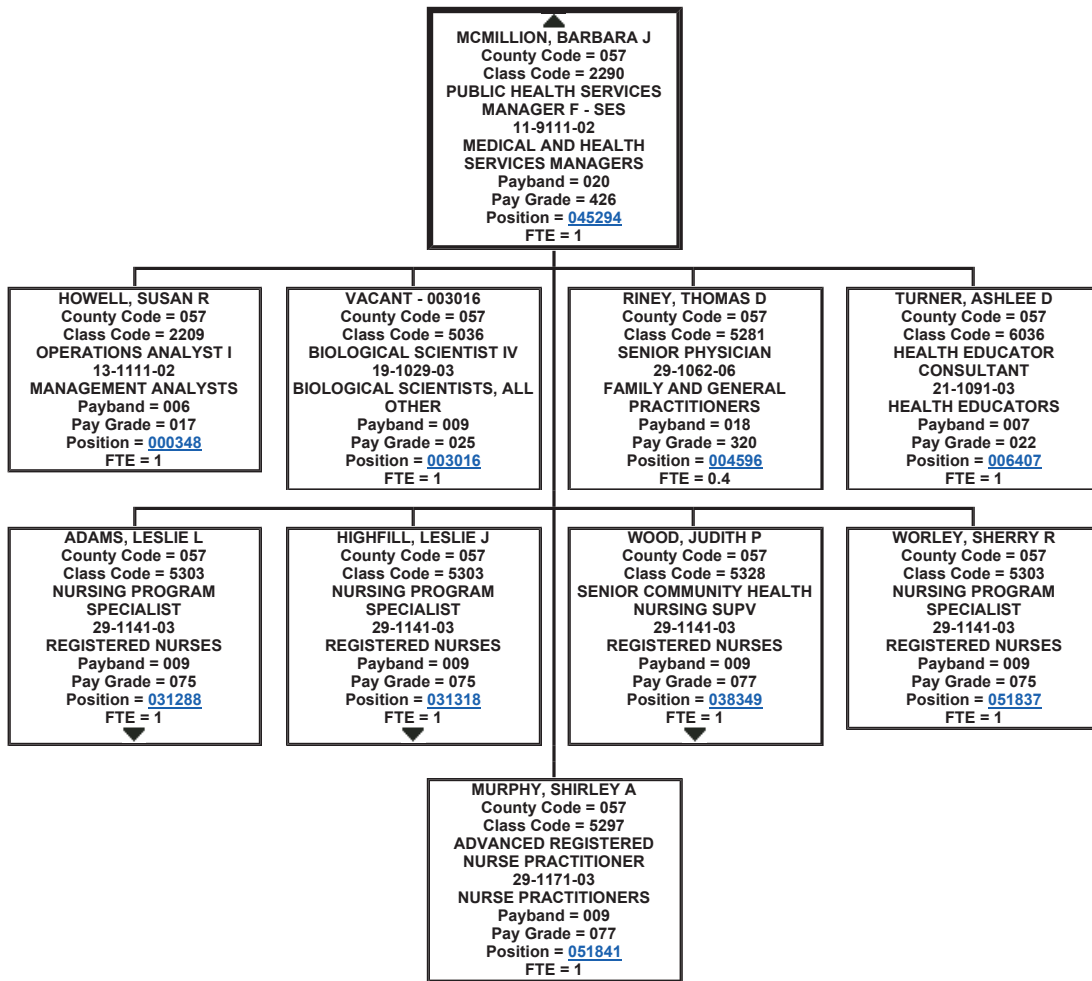 MCMILLION, BARBARA J
County Code = 057
Class Code = 2290
PUBLIC HEALTH SERVICES
MANAGER F - SES
11-9111-02
MEDICAL AND HEALTH
SERVICES MANAGERS
Payband = 020
Pay Grade = 426
Position = 045294
FTE = 1
HOWELL, SUSAN R
County Code = 057
Class Code = 2209
OPERATIONS ANALYST I
13-1111-02
MANAGEMENT ANALYSTS
Payband = 006
Pay Grade = 017
Position = 000348
FTE = 1
VACANT - 003016
County Code = 057
Class Code = 5036
BIOLOGICAL SCIENTIST IV
19-1029-03
BIOLOGICAL SCIENTISTS, ALL
OTHER
Payband = 009
Pay Grade = 025
Position = 003016
FTE = 1
RINEY, THOMAS D
County Code = 057
Class Code = 5281
SENIOR PHYSICIAN
29-1062-06
FAMILY AND GENERAL
PRACTITIONERS
Payband = 018
Pay Grade = 320
Position = 004596
FTE = 0.4
TURNER, ASHLEE D
County Code = 057
Class Code = 6036
HEALTH EDUCATOR
CONSULTANT
21-1091-03
HEALTH EDUCATORS
Payband = 007
Pay Grade = 022
Position = 006407
FTE = 1
ADAMS, LESLIE L
County Code = 057
Class Code = 5303
NURSING PROGRAM
SPECIALIST
29-1141-03
REGISTERED NURSES
Payband = 009
Pay Grade = 075
Position = 031288
FTE = 1
HIGHFILL, LESLIE J
County Code = 057
Class Code = 5303
NURSING PROGRAM
SPECIALIST
29-1141-03
REGISTERED NURSES
Payband = 009
Pay Grade = 075
Position = 031318
FTE = 1
WOOD, JUDITH P
County Code = 057
Class Code = 5328
SENIOR COMMUNITY HEALTH
NURSING SUPV
29-1141-03
REGISTERED NURSES
Payband = 009
Pay Grade = 077
Position = 038349
FTE = 1
WORLEY, SHERRY R
County Code = 057
Class Code = 5303
NURSING PROGRAM
SPECIALIST
29-1141-03
REGISTERED NURSES
Payband = 009
Pay Grade = 075
Position = 051837
FTE = 1
MURPHY, SHIRLEY A
County Code = 057
Class Code = 5297
ADVANCED REGISTERED
NURSE PRACTITIONER
29-1171-03
NURSE PRACTITIONERS
Payband = 009
Pay Grade = 077
Position = 051841
FTE = 1